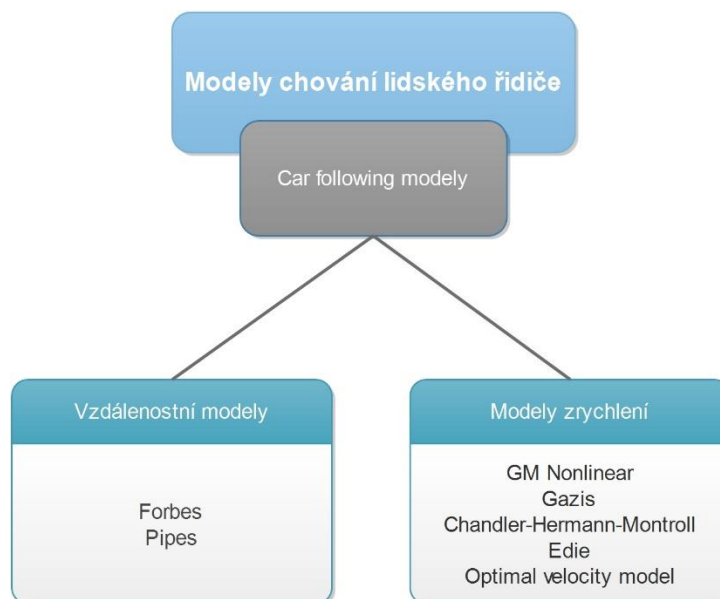 Modely chování lidského řidiče
Car following modely
Vzdálenostní modely
Forbes
Pipes
Modely zrychlení
GM Nonlinear
Gazis
Chandler-Hermann-Montroll
Edie
Optimal velocity model